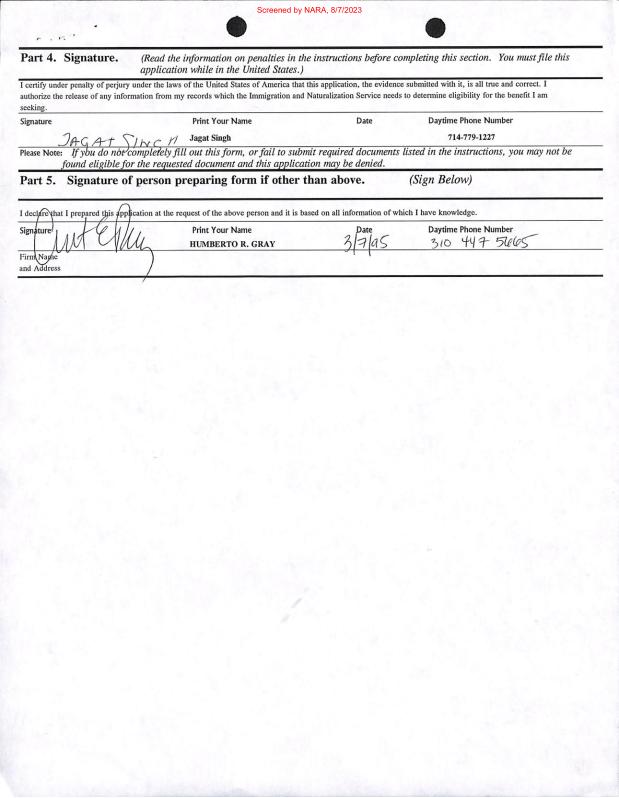 Screened by NARA, 8/7/2023
Part 4. Signature. (Read the information on penalties in the instructions before completing this section. You must file this
application while in the United States.)
I certify under penalty of perjury under the laws of the United States of America that this application, the evidence submitted with it, is all true and correct. I
authorize the release of any information from my records which the Immigration and Naturalization Service needs to determine eligibility for the benefit I am
seeking.
Signature Print Your Name Date Daytime Phone Number
JAGAT SINGH Jagat Singh 714-779-1227
Please Note: If you do not completely fill out this form, or fail to submit required documents listed in the instructions, you may not be
found eligible for the requested document and this application may be denied.
Part 5. Signature of person preparing form if other than above. (Sign Below)
I declare that I prepared this application at the request of the above person and it is based on all information of which I have knowledge.
Signature Print Your Name Date Daytime Phone Number
HUMBERTO R. GRAY 3/7/95 310 447 5665
Firm Name
and Address